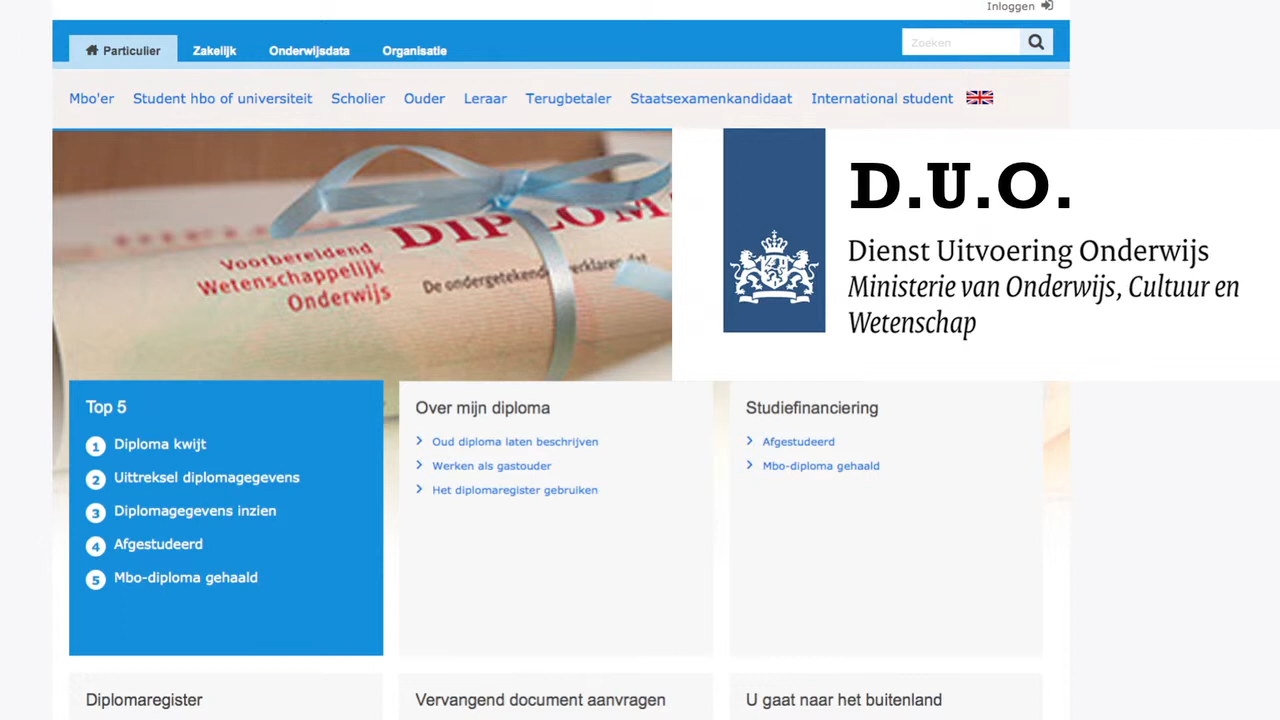 Inloggen
Particulier Zakelijk Onderwijsdata Organisatie
Zoeken
Mbo'er Student hbo of universiteit Scholier Ouder Leraar Terugbetaler Staatsexamenkandidaat International student
Voorbereidend
Wetenschappelijk
Onderwijs
De ondergetekende
D.U.O.
Dienst Uitvoering Onderwijs
Ministerie van Onderwijs, Cultuur en
Wetenschap
Top 5
1 Diploma kwijt
2 Uittreksel diplomagegevens
3 Diplomagegevens inzien
4 Afgestudeerd
5 Mbo-diploma gehaald
Over mijn diploma
Oud diploma laten beschrijven
Werken als gastouder
Het diplomaregister gebruiken
Studiefinanciering
Afgestudeerd
Mbo-diploma gehaald
Diplomaregister
Vervangend document aanvragen
U gaat naar het buitenland